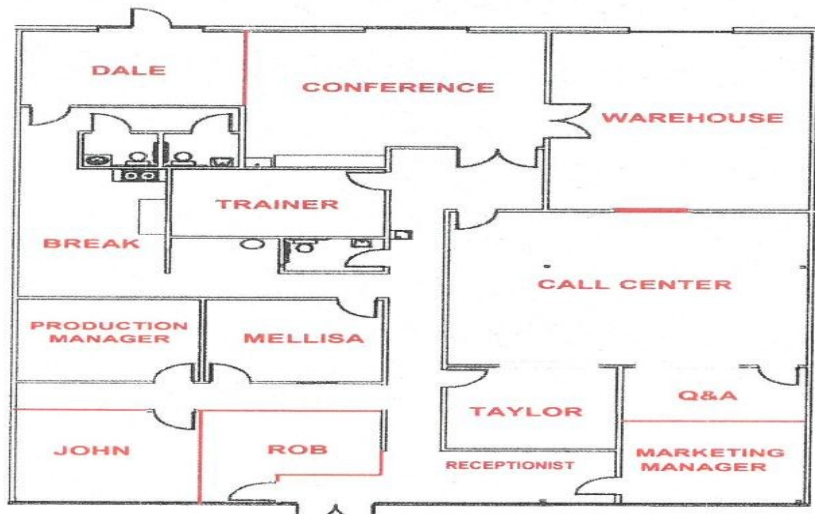 DALE
CONFERENCE
WAREHOUSE
TRAINER
BREAK
CALL CENTER
PRODUCTION
MANAGER
MELLISA
TAYLOR
Q&A
JOHN
ROB
RECEPTIONIST
MARKETING
MANAGER